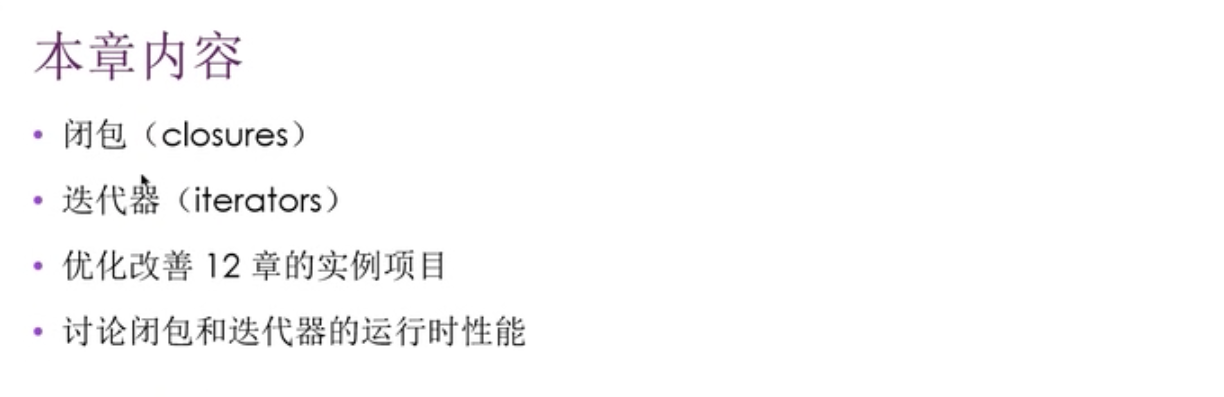 本章内容
• 闭包（closures）
• 迭代器（iterators）
• 优化改善 12 章的实例项目
• 讨论闭包和迭代器的运行时性能